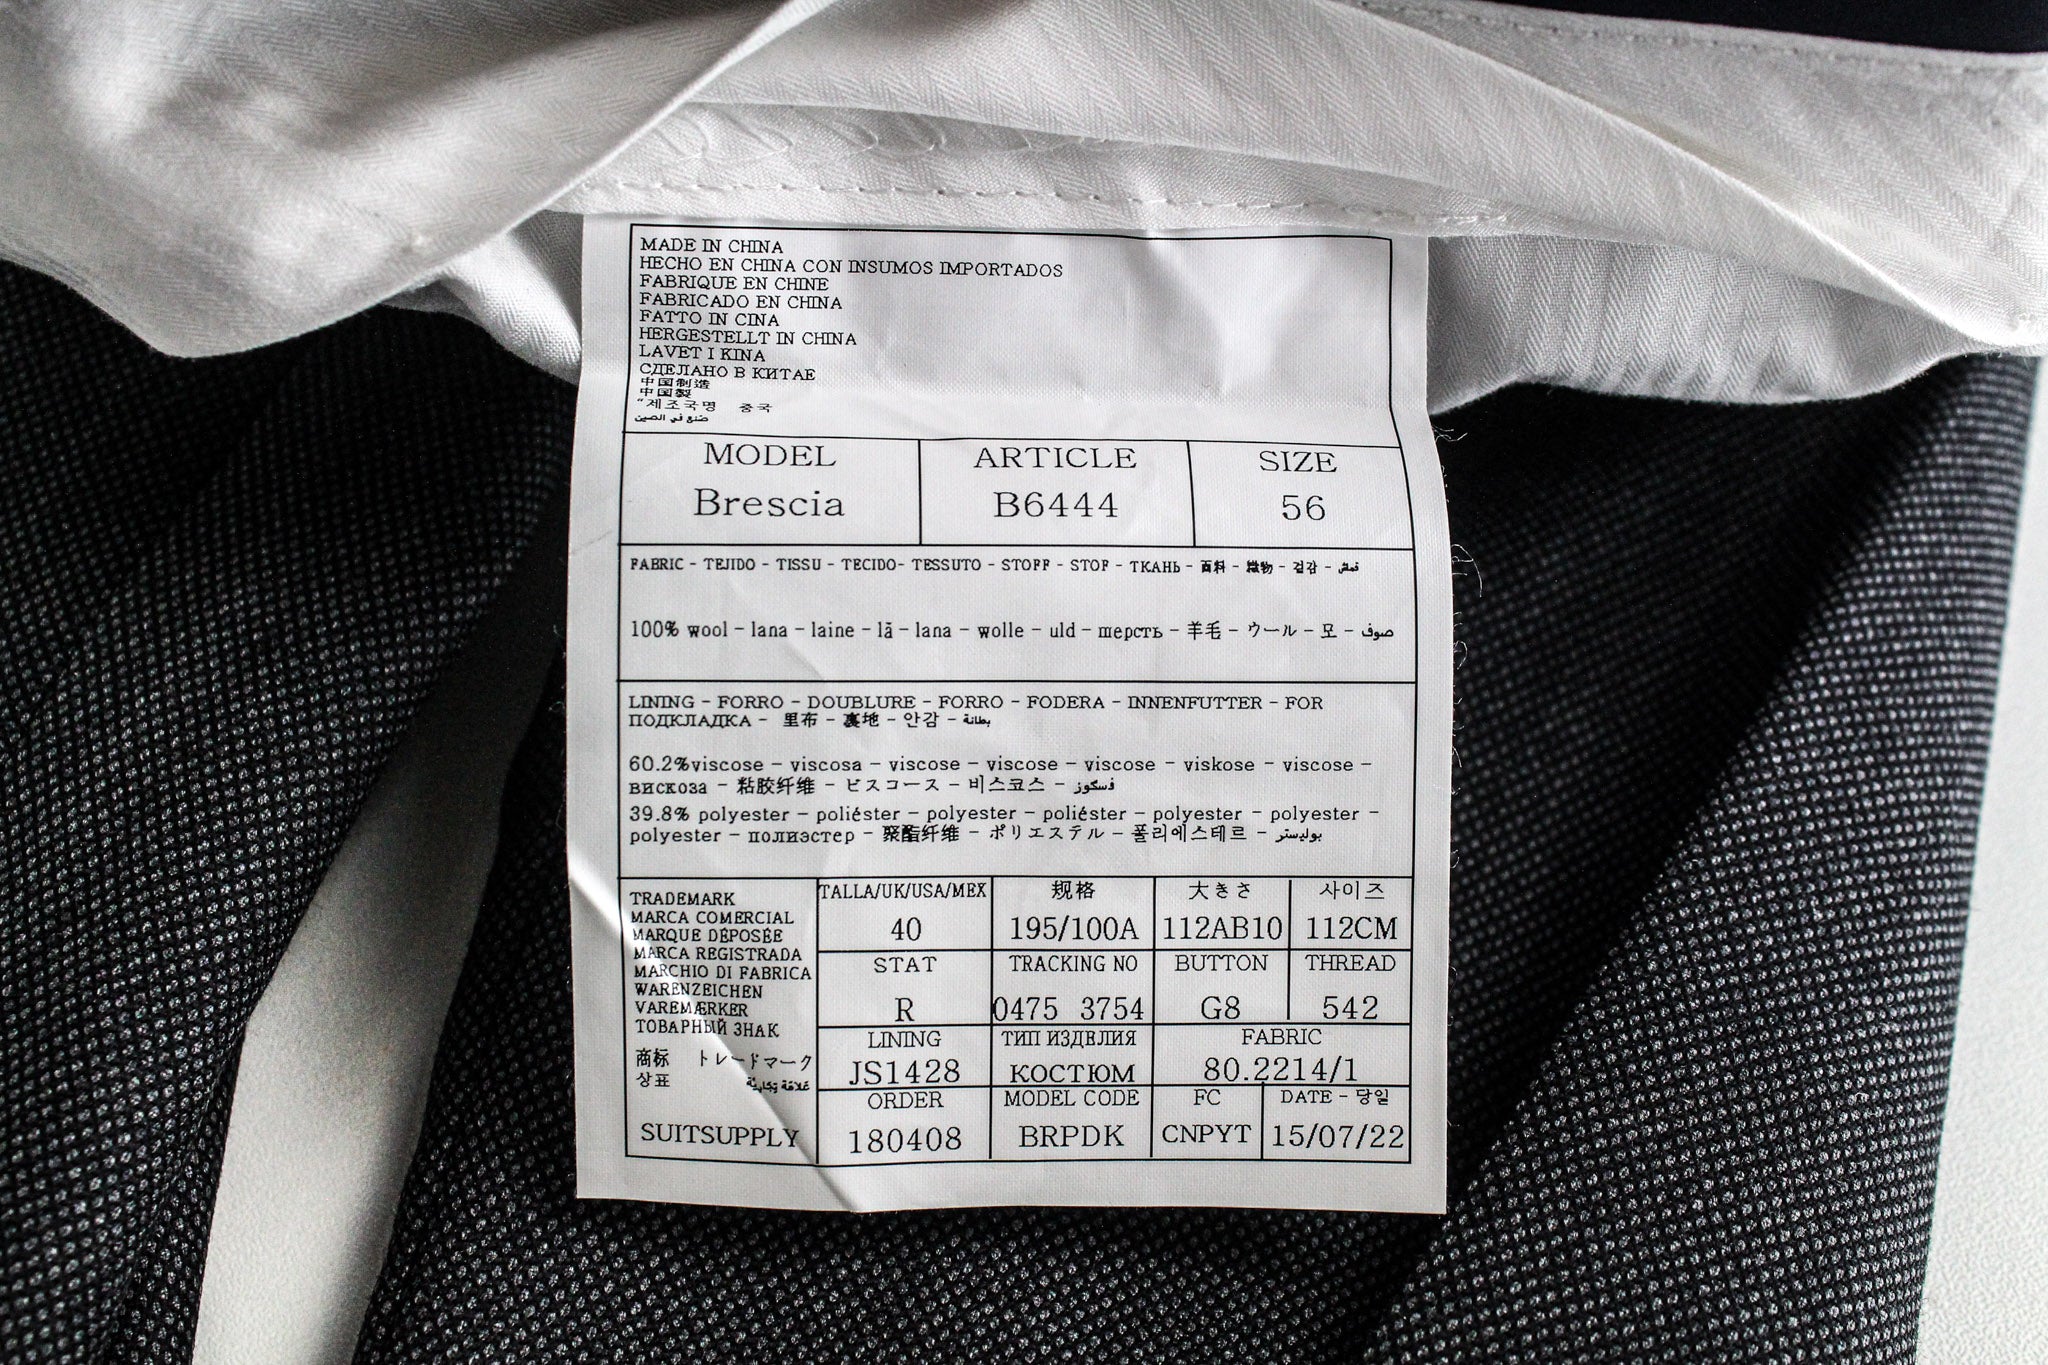 MADE IN CHINA
HECHO EN CHINA CON INSUMOS IMPORTADOS
FABRIQUE EN CHINE
FABRICADO EN CHINA
FATTO IN CINA
HERGESTELLT IN CHINA
LAVET I KINA
СДЕЛАНО В КИТАЕ
中国制造
中国製
“제조국명 중국
صنع في الصين
MODEL ARTICLE SIZE
Brescia B6444 56
FABRIC - TEJIDO - TISSU - TECIDO- TESSUTO - STOFF - STOF - ТКАНЬ - 面料 - 織物 - 겉감 - قماش
100% wool - lana - laine - lã - lana - wolle - uld - шерсть - 羊毛 - ウール - 모 - صوف
LINING - FORRO - DOUBLURE - FORRO - FODERA - INNENFUTTER - FOR
ПОДКЛАДКА - 里布 - 裏地 - 안감 - بطانة
60.2%viscose - viscosa - viscose - viscose - viscose - viskose - viscose -
вискоза - 粘胶纤维 - ビスコース - 비스코스 - فسكوز
39.8% polyester - poliéster - polyester - poliéster - polyester - polyester -
polyester - полиэстер - 聚酯纤维 - ポリエステル - 폴리에스테르 - بوليستر
TRADEMARK
MARCA COMERCIAL
MARQUE DÉPOSÉE
MARCA REGISTRADA
MARCHIO DI FABRICA
WARENZEICHEN
VAREMÆRKER
ТОВАРНЫЙ ЗНАК
商标 トレードマーク
상표 علاقة تجارية
SUITSUPPLY
TALLA/UK/USA/MEX 规格 大きさ 사이즈
40 195/100A 112AB10 112CM
STAT TRACKING NO BUTTON THREAD
R 0475 3754 G8 542
LINING ТИП ИЗДЕЛИЯ FABRIC
JS1428 КОСТЮМ 80.2214/1
ORDER MODEL CODE FC DATE - 당일
180408 BRPDK CNPYT 15/07/22